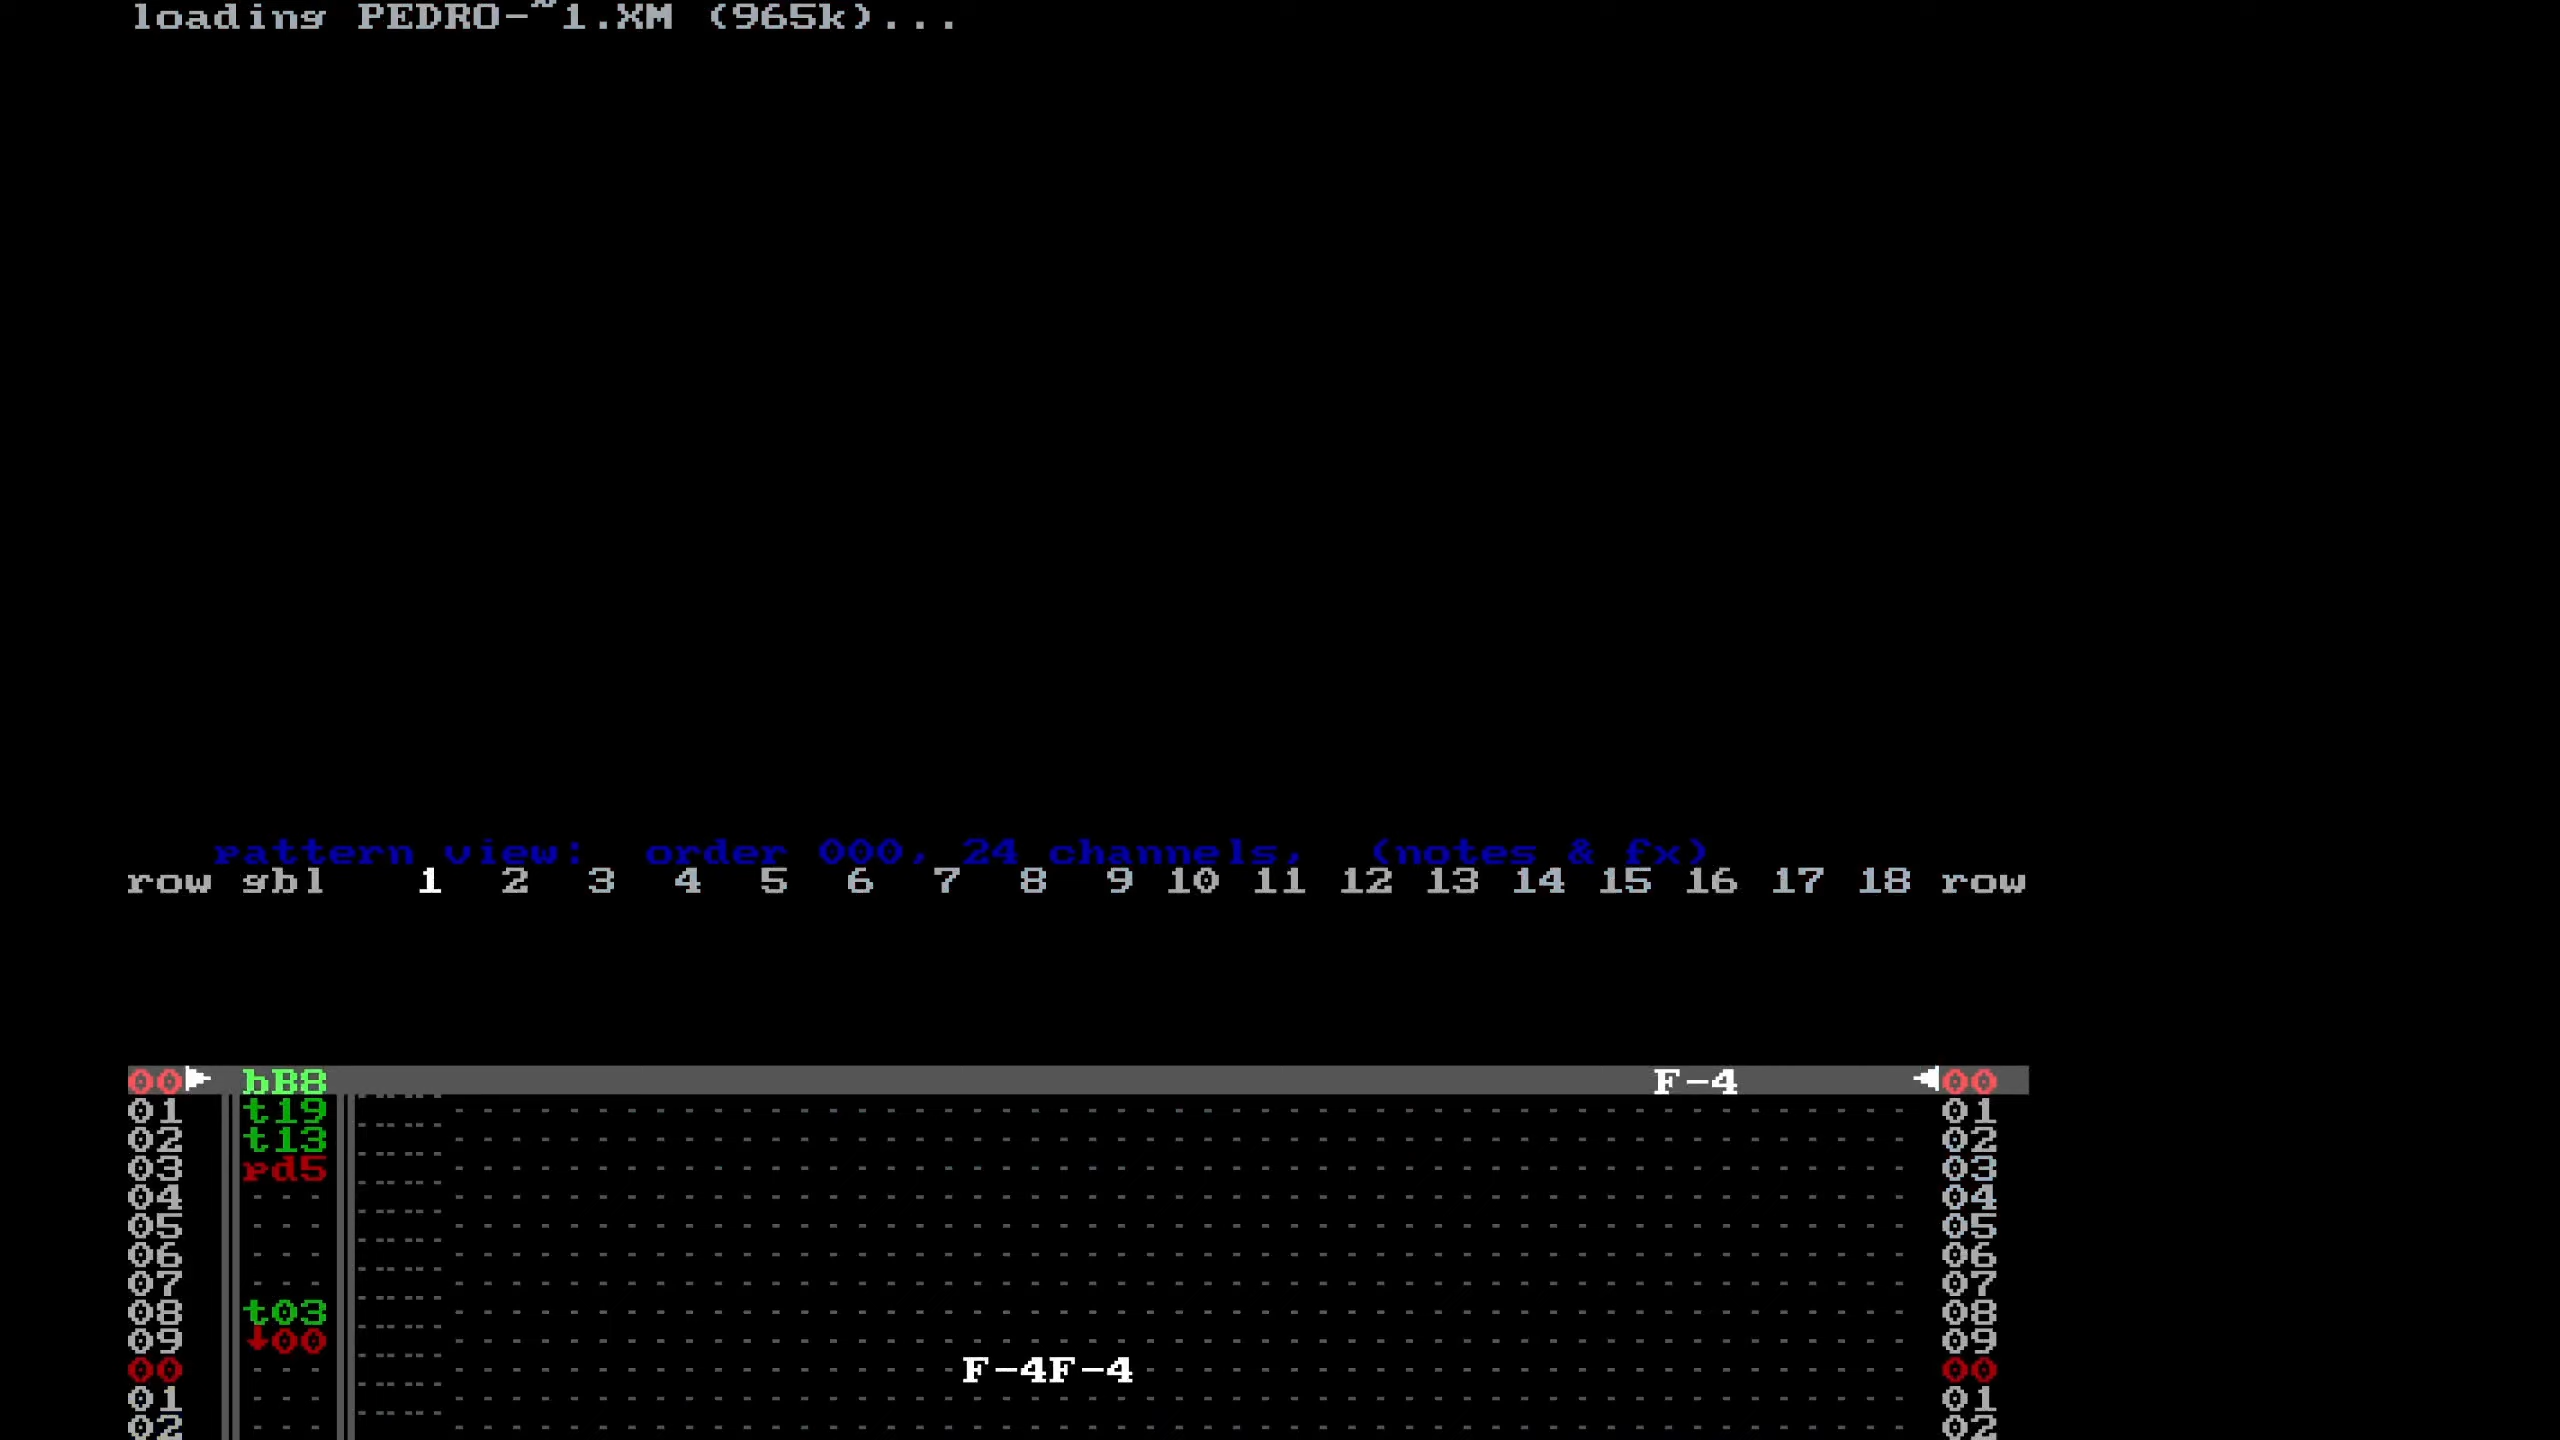 loading PEDRO-~1.XM (965k)...
pattern view: order 000, 24 channels, (notes & fx)
row gbl 1 2 3 4 5 6 7 8 9 10 11 12 13 14 15 16 17 18 row
00 hB8 F-4 00
01 t19 01
02 t13 02
03 rd5 03
04 --- 04
05 --- 05
06 --- 06
07 --- 07
08 t03 08
09 ↓00 09
00 --- F-4F-4 00
01 --- 01
02 --- 02